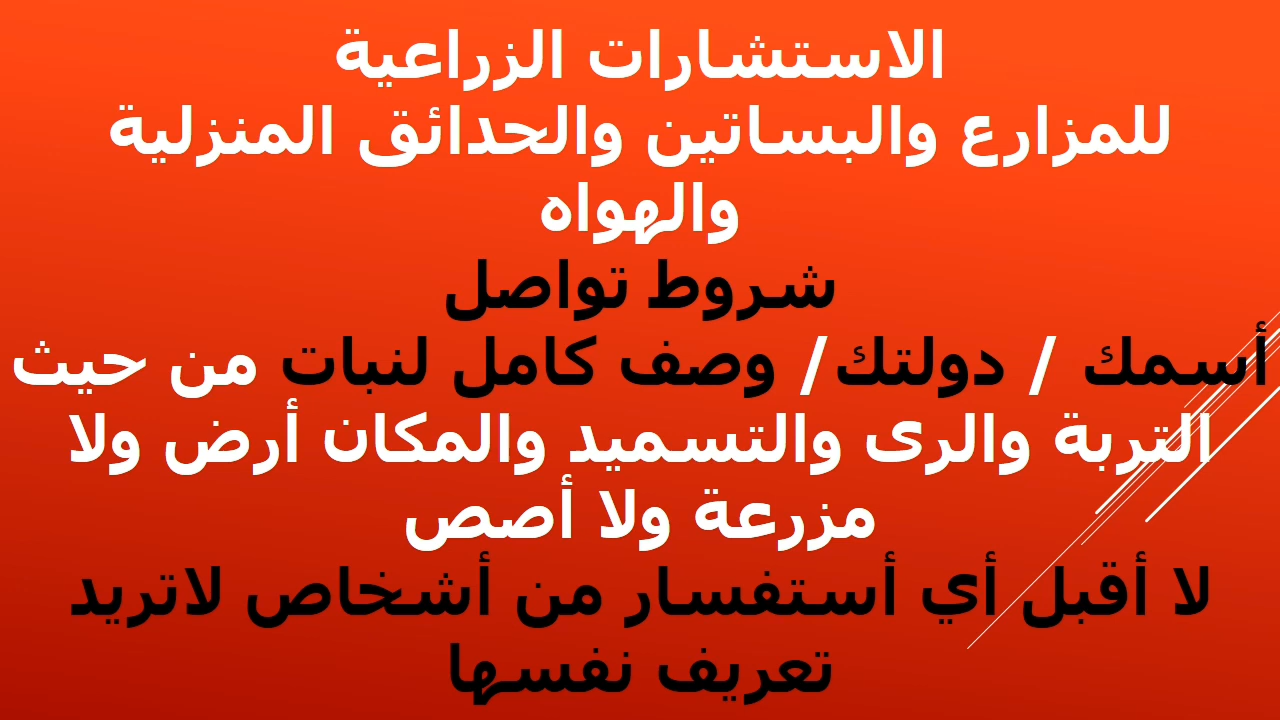 الاستشارات الزراعية
للمزارع والبساتين والحدائق المنزلية
والهواه
شروط تواصل
أسمك / دولتك/ وصف كامل لنبات من حيث
التربة والرى والتسميد والمكان أرض ولا
مزرعة ولا أصص
لا أقبل أي أستفسار من أشخاص لاتريد
تعريف نفسها